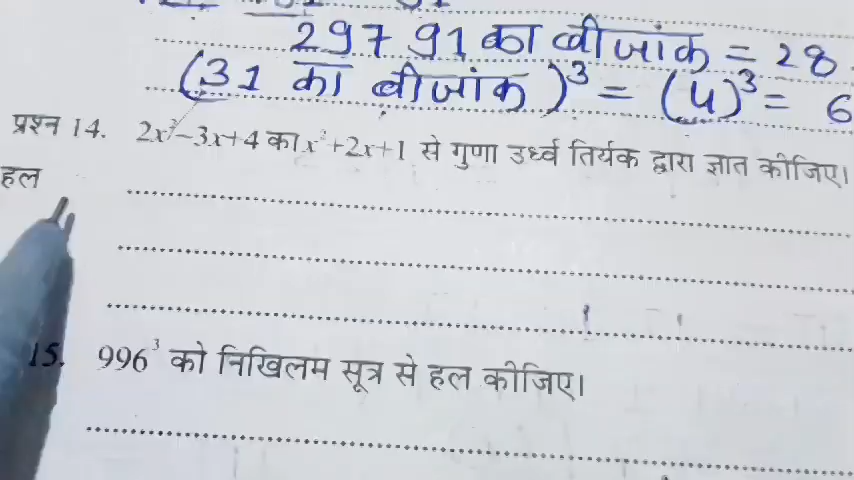 29791 का बीजांक = 28
(31 का बीजांक )³ = (4)³ = 6
प्रश्न 14. 2x²−3x+4 का x²+2x+1 से गुणा उर्ध्व तिर्यक द्वारा ज्ञात कीजिए।
हल
15. 996³ को निखिलम सूत्र से हल कीजिए।